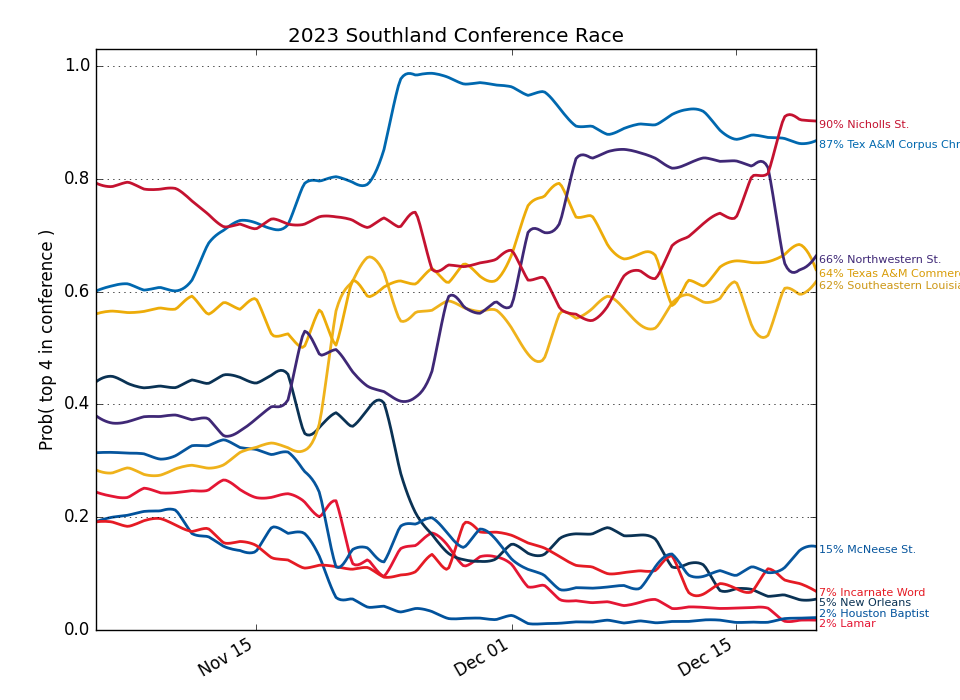 2023 Southland Conference Race
Prob( top 4 in conference )
1.0
0.8
0.6
0.4
0.2
0.0
Nov 15
Dec 01
Dec 15
90% Nicholls St.
87% Tex A&M Corpus Chr
66% Northwestern St.
64% Texas A&M Commerc
62% Southeastern Louisia
15% McNeese St.
7% Incarnate Word
5% New Orleans
2% Houston Baptist
2% Lamar